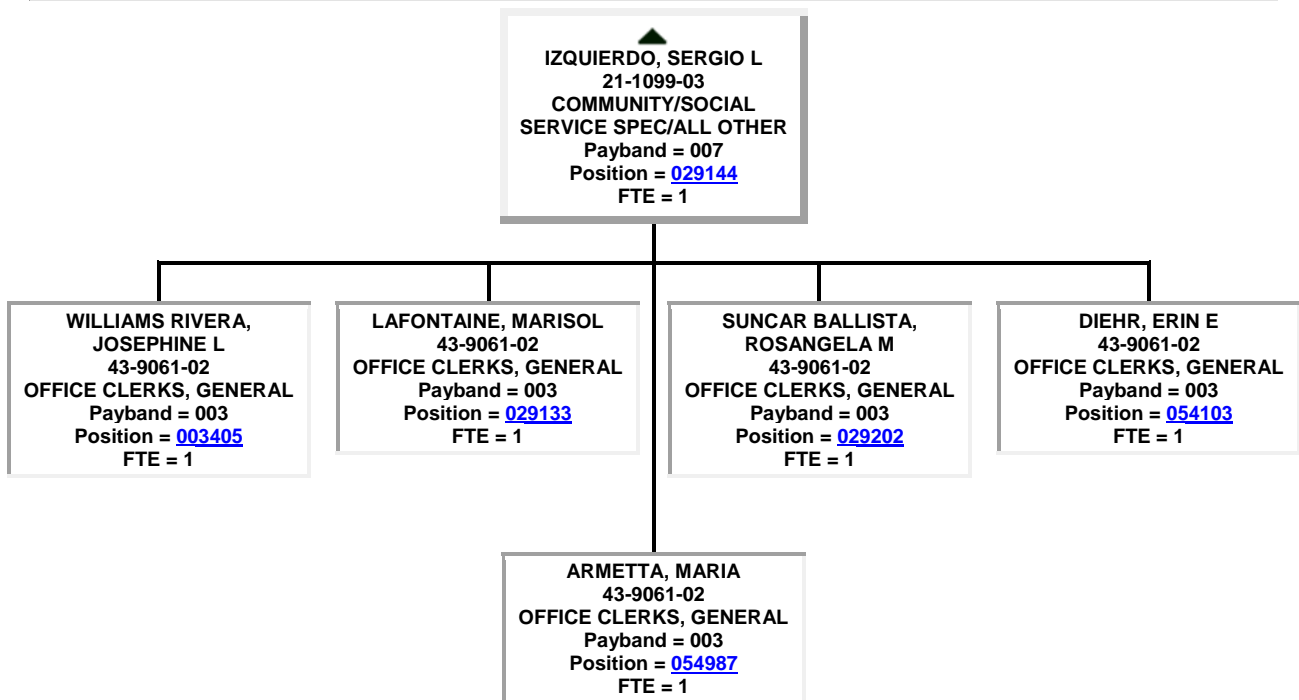 IZQUIERDO, SERGIO L
21-1099-03
COMMUNITY/SOCIAL
SERVICE SPEC/ALL OTHER
Payband = 007
Position = 029144
FTE = 1
WILLIAMS RIVERA,
JOSEPHINE L
43-9061-02
OFFICE CLERKS, GENERAL
Payband = 003
Position = 003405
FTE = 1
LAFONTAINE, MARISOL
43-9061-02
OFFICE CLERKS, GENERAL
Payband = 003
Position = 029133
FTE = 1
SUNCAR BALLISTA,
ROSANGELA M
43-9061-02
OFFICE CLERKS, GENERAL
Payband = 003
Position = 029202
FTE = 1
DIEHR, ERIN E
43-9061-02
OFFICE CLERKS, GENERAL
Payband = 003
Position = 054103
FTE = 1
ARMETTA, MARIA
43-9061-02
OFFICE CLERKS, GENERAL
Payband = 003
Position = 054987
FTE = 1